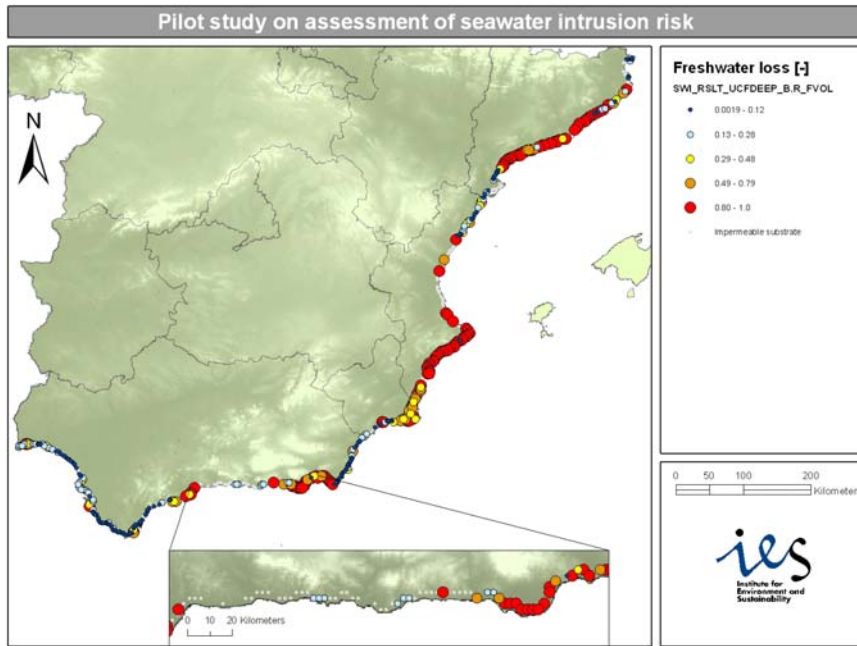 Pilot study on assessment of seawater intrusion risk
N
Freshwater loss [-]
SWI_RSLT_UCFDEEP_B.R_FVOL
0.0019 - 0.12
0.13 - 0.28
0.29 - 0.48
0.49 - 0.79
0.80 - 1.0
Impermeable substrate
0 50 100 200
Kilometers
ies
Institute for
Environment and
Sustainability
0 10 20 Kilometers